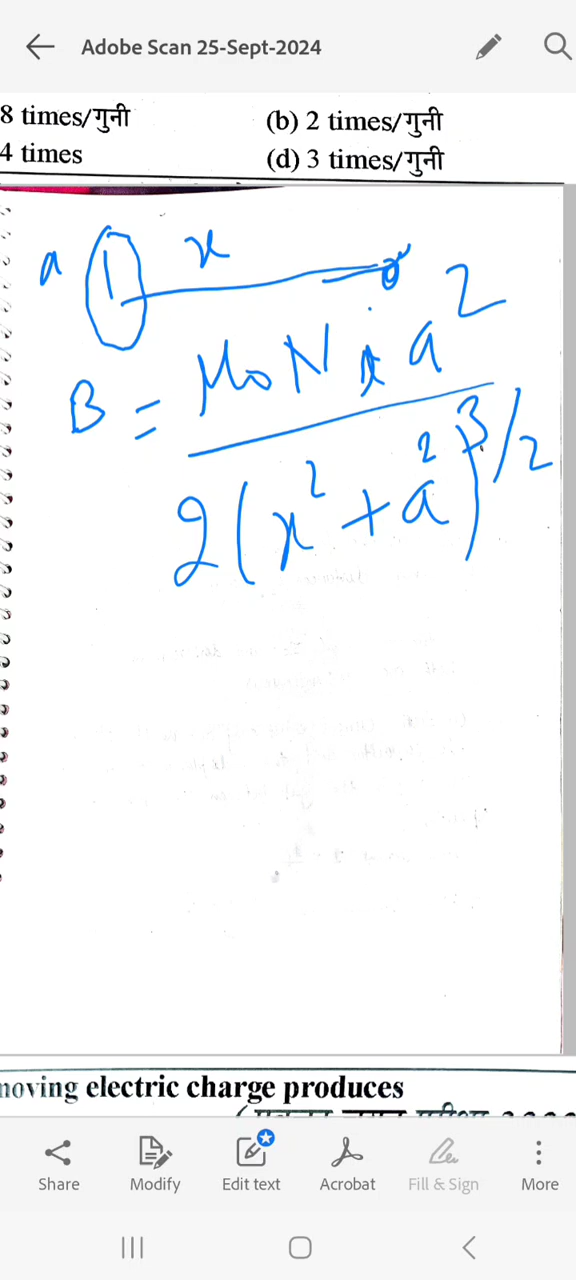 Adobe Scan 25-Sept-2024
8 times/गुनी (b) 2 times/गुनी
4 times (d) 3 times/गुनी
a x
B = μ₀Nia²
2(x²+a²)^3/2
moving electric charge produces
Share Modify Edit text Acrobat Fill & Sign More